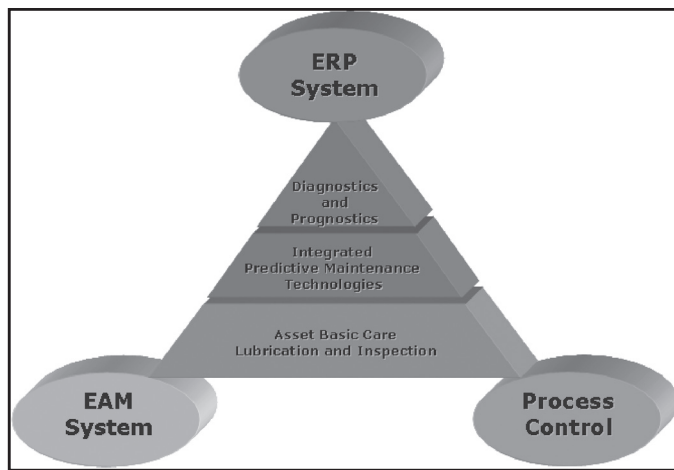 ERP
System
Diagnostics
and
Prognostics
Integrated
Predictive Maintenance
Technologies
Asset Basic Care
Lubrication and Inspection
EAM
System
Process
Control